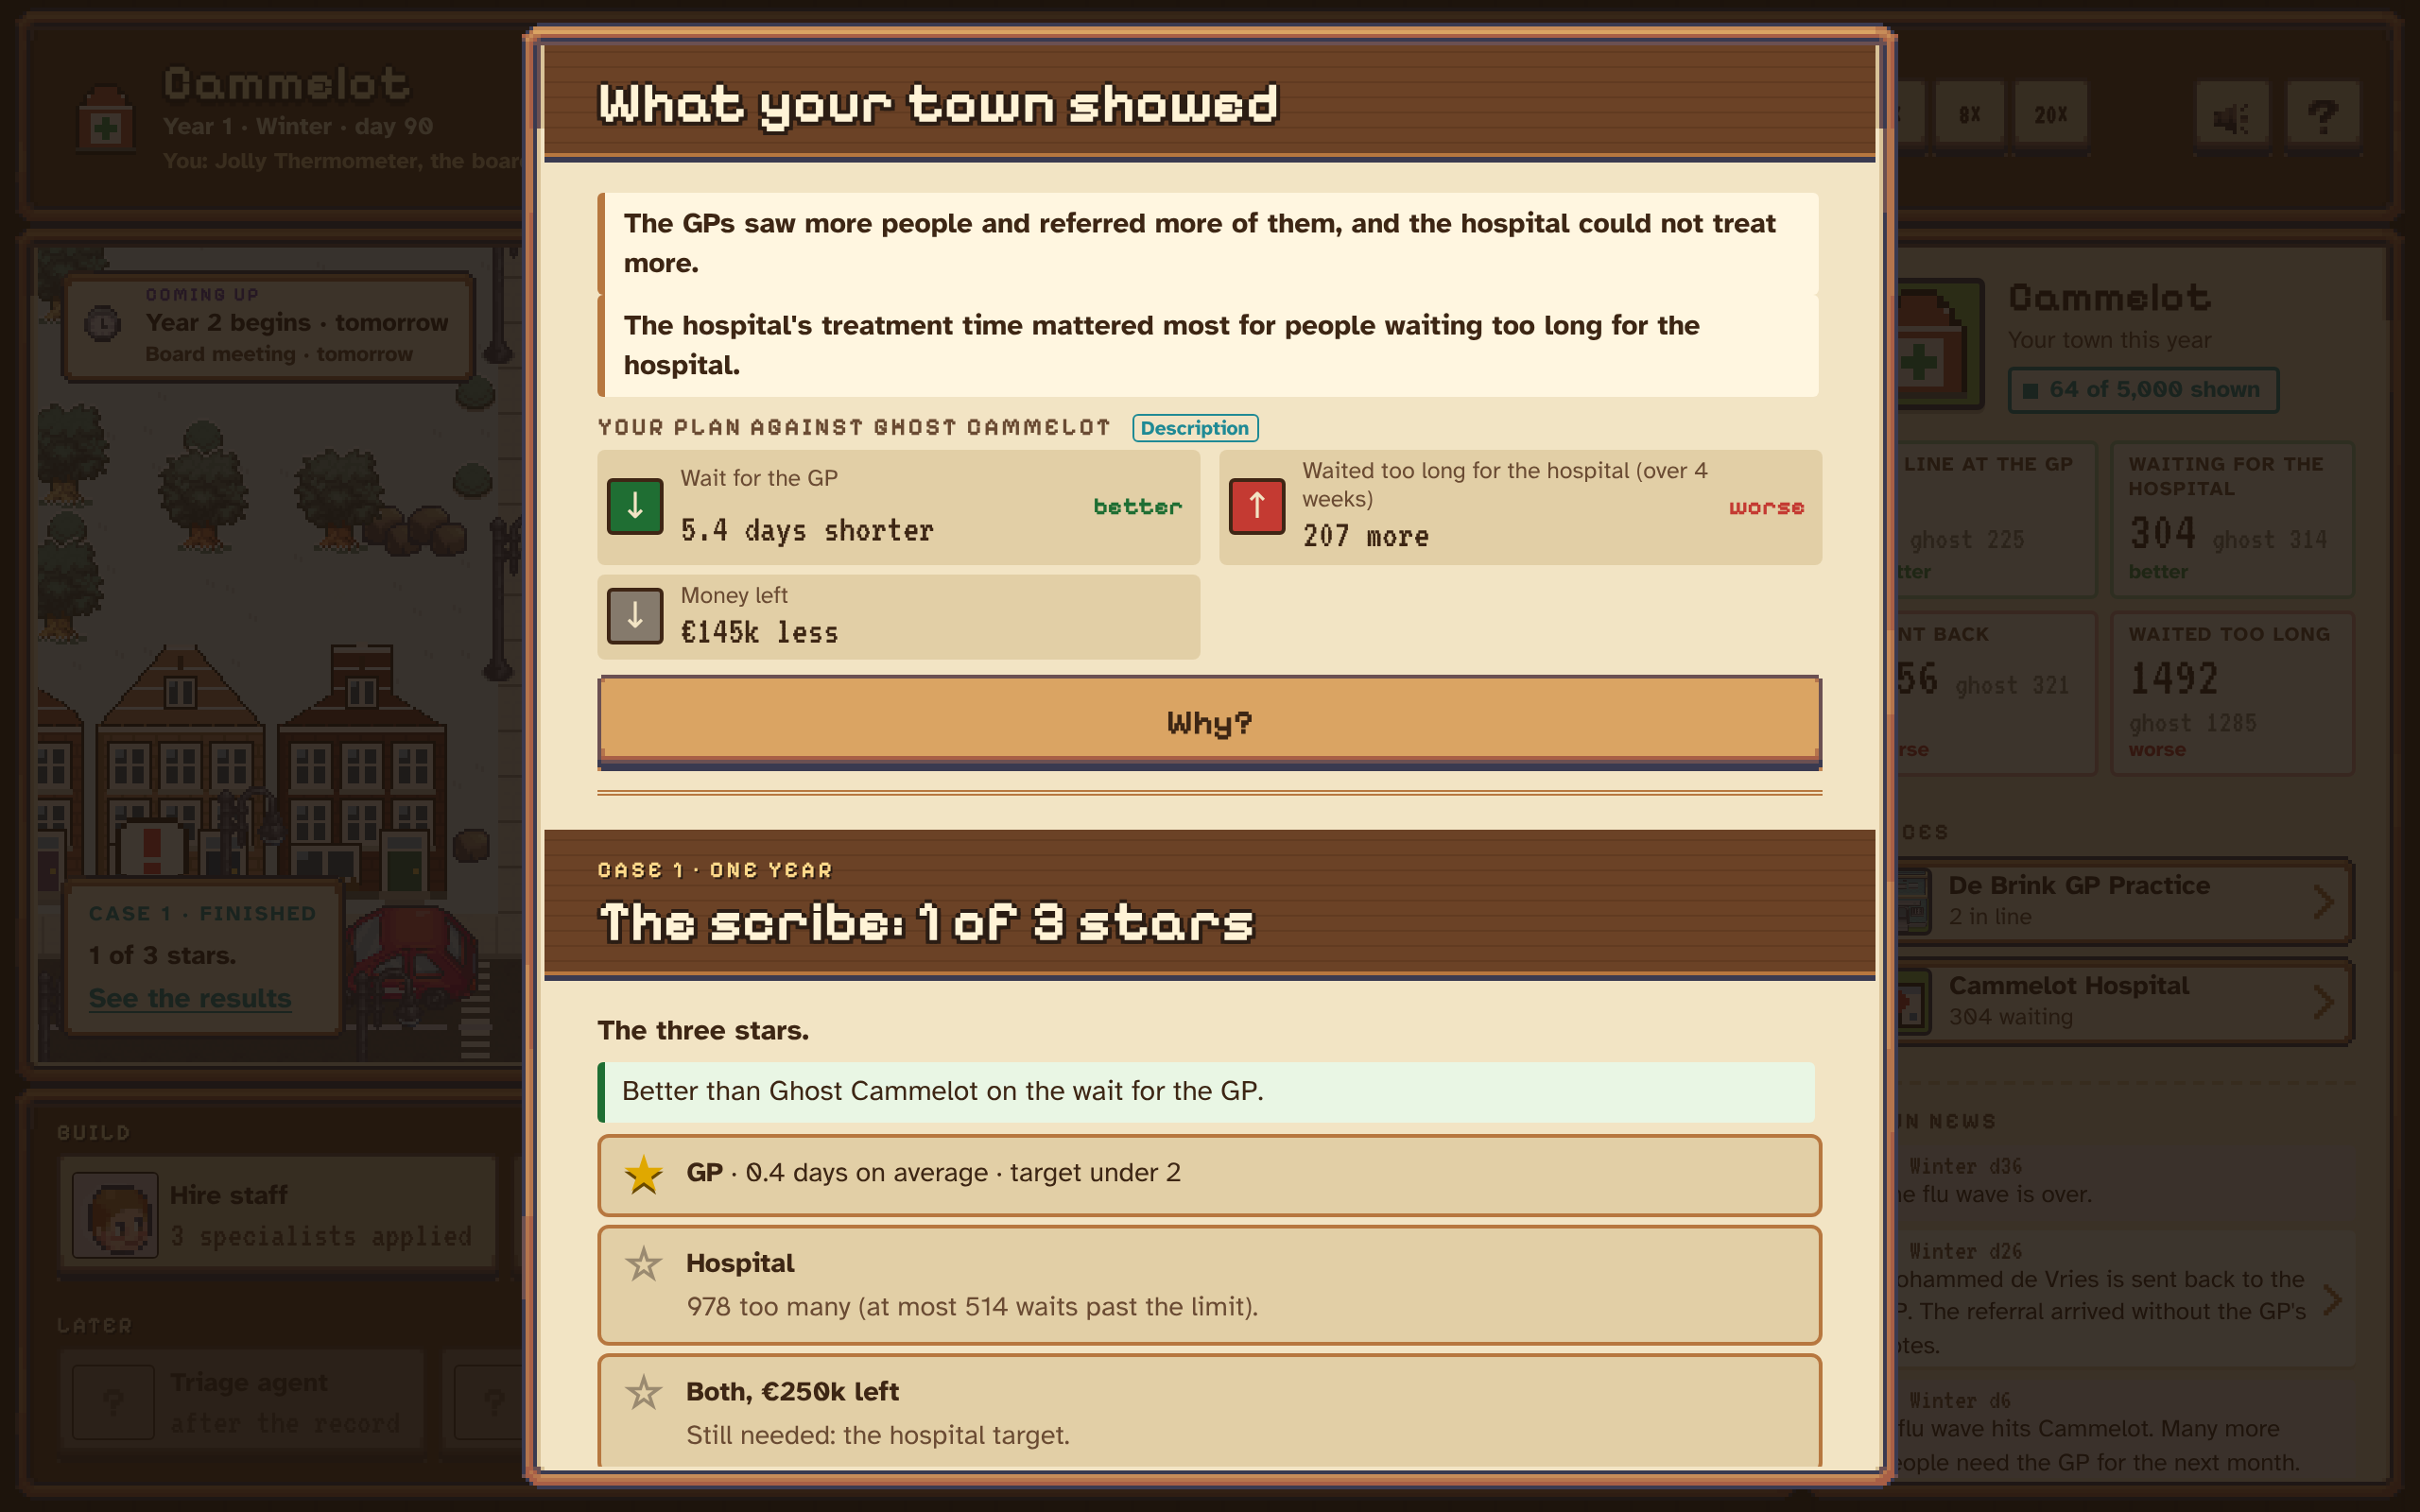 Cammelot
Year 1 · Winter · day 90
You: Jolly Thermometer, the boar
8X
20X
?
COMING UP
Year 2 begins · tomorrow
Board meeting · tomorrow
CASE 1 · FINISHED
1 of 3 stars.
See the results
BUILD
Hire staff
3 specialists applied
LATER
?
Triage agent
after the record
?
What your town showed
The GPs saw more people and referred more of them, and the hospital could not treat
more.
The hospital's treatment time mattered most for people waiting too long for the
hospital.
YOUR PLAN AGAINST GHOST CAMMELOT
Description
Wait for the GP
5.4 days shorter
better
Waited too long for the hospital (over 4
weeks)
207 more
worse
Money left
€145k less
Why?
CASE 1 · ONE YEAR
The scribe: 1 of 3 stars
The three stars.
Better than Ghost Cammelot on the wait for the GP.
GP · 0.4 days on average · target under 2
Hospital
978 too many (at most 514 waits past the limit).
Both, €250k left
Still needed: the hospital target.
Cammelot
Your town this year
64 of 5,000 shown
LINE AT THE GP
ghost 225
tter
WAITING FOR THE
HOSPITAL
304 ghost 314
better
NT BACK
56 ghost 321
rse
WAITED TOO LONG
1492
ghost 1285
worse
DES
De Brink GP Practice
2 in line
Cammelot Hospital
304 waiting
N NEWS
Winter d36
e flu wave is over.
Winter d26
ohammed de Vries is sent back to the
P. The referral arrived without the GP's
otes.
Winter d6
flu wave hits Cammelot. Many more
eople need the GP for the next month.